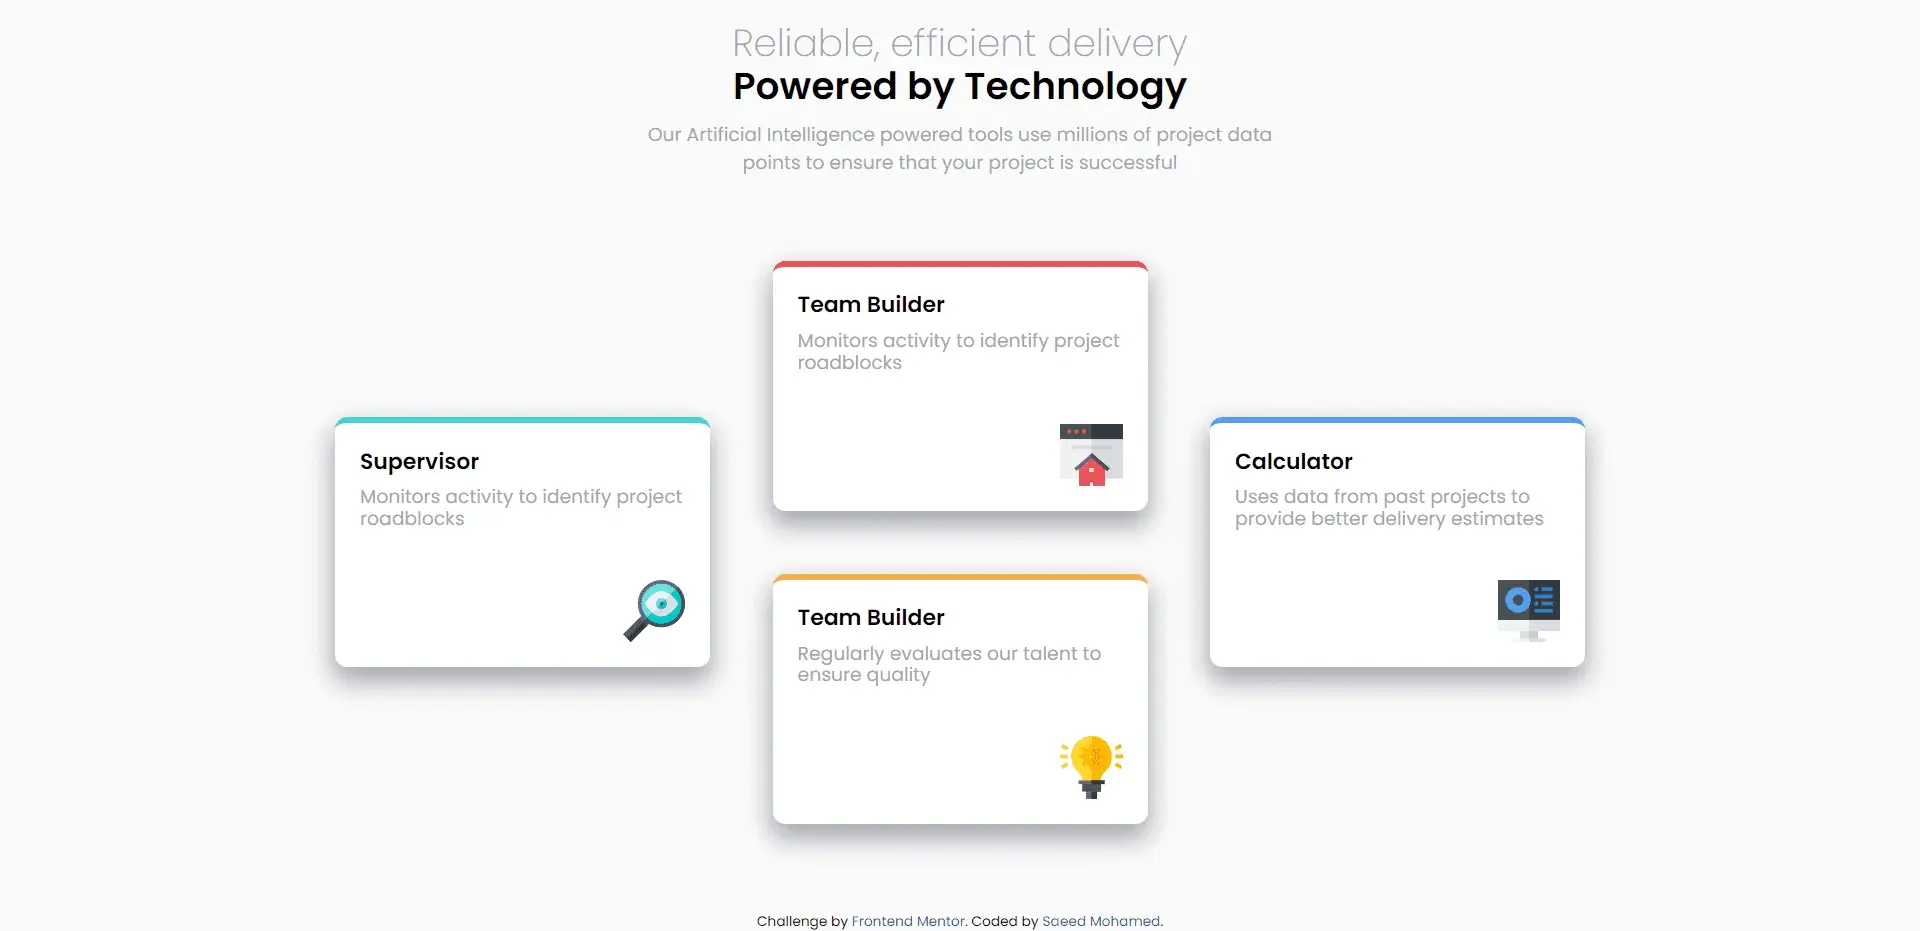 Reliable, efficient delivery
Powered by Technology
Our Artificial Intelligence powered tools use millions of project data
points to ensure that your project is successful
Supervisor
Monitors activity to identify project
roadblocks
Team Builder
Monitors activity to identify project
roadblocks
Team Builder
Regularly evaluates our talent to
ensure quality
Calculator
Uses data from past projects to
provide better delivery estimates
Challenge by Frontend Mentor. Coded by Saeed Mohamed.